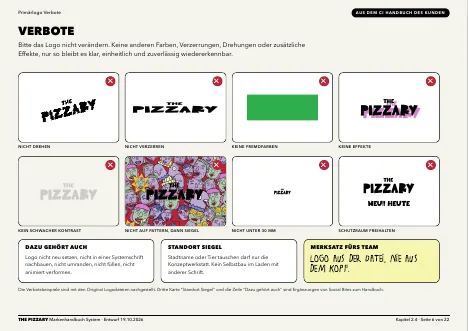 Primärlogo Verbote
AUS DEM CI HANDBUCH DES KUNDEN
VERBOTE
Bitte das Logo nicht verändern. Keine anderen Farben, Verzerrungen, Drehungen oder zusätzliche
Effekte, nur so bleibt es klar, einheitlich und zuverlässig wiedererkennbar.
THE
PIZZARY
THE
PIZZARY
THE
PIZZARY
NICHT DREHEN
NICHT VERZERREN
KEINE FREMDFARBEN
KEINE EFFEKTE
THE
PIZZARY
THE
PIZZARY
THE
PIZZARY
THE
PIZZARY
NEU! HEUTE
KEIN SCHWACHER KONTRAST
NICHT AUF PATTERN, DANN SIEGEL
NICHT UNTER 30 MM
SCHUTZRAUM FREIHALTEN
DAZU GEHÖRT AUCH
Logo nicht neu setzen, nicht in einer Systemschrift
nachbauen, nicht umranden, nicht füllen, nicht
animiert verformen.
STANDORT SIEGEL
Stadtname oder Tier tauschen darf nur die
Konzeptwerkstatt. Kein Selbstbau im Laden mit
anderer Schrift.
MERKSATZ FÜRS TEAM
LOGO AUS DER DATEI, NIE AUS
DEM KOPF.
Die Verbotsbeispiele sind mit den Original Logodateien nachgestellt. Dritte Karte "Standort Siegel" und die Zeile "Dazu gehört auch" sind Ergänzungen von Social Bites zum Handbuch.
THE PIZZARY Markenhandbuch System · Entwurf 19.10.2026
Kapitel 2.4 · Seite 6 von 22